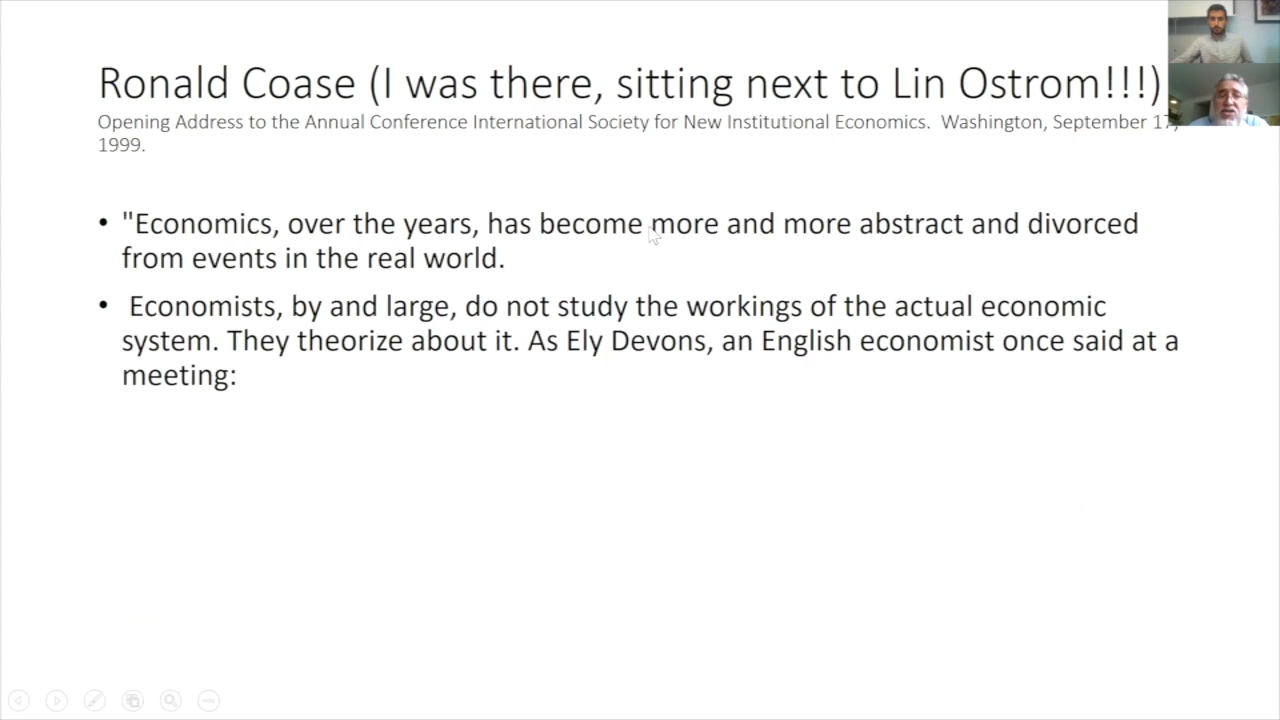 Ronald Coase (I was there, sitting next to Lin Ostrom!!!)
Opening Address to the Annual Conference International Society for New Institutional Economics.  Washington, September 17,
1999.
• "Economics, over the years, has become more and more abstract and divorced
from events in the real world.
• Economists, by and large, do not study the workings of the actual economic
system. They theorize about it. As Ely Devons, an English economist once said at a
meeting: